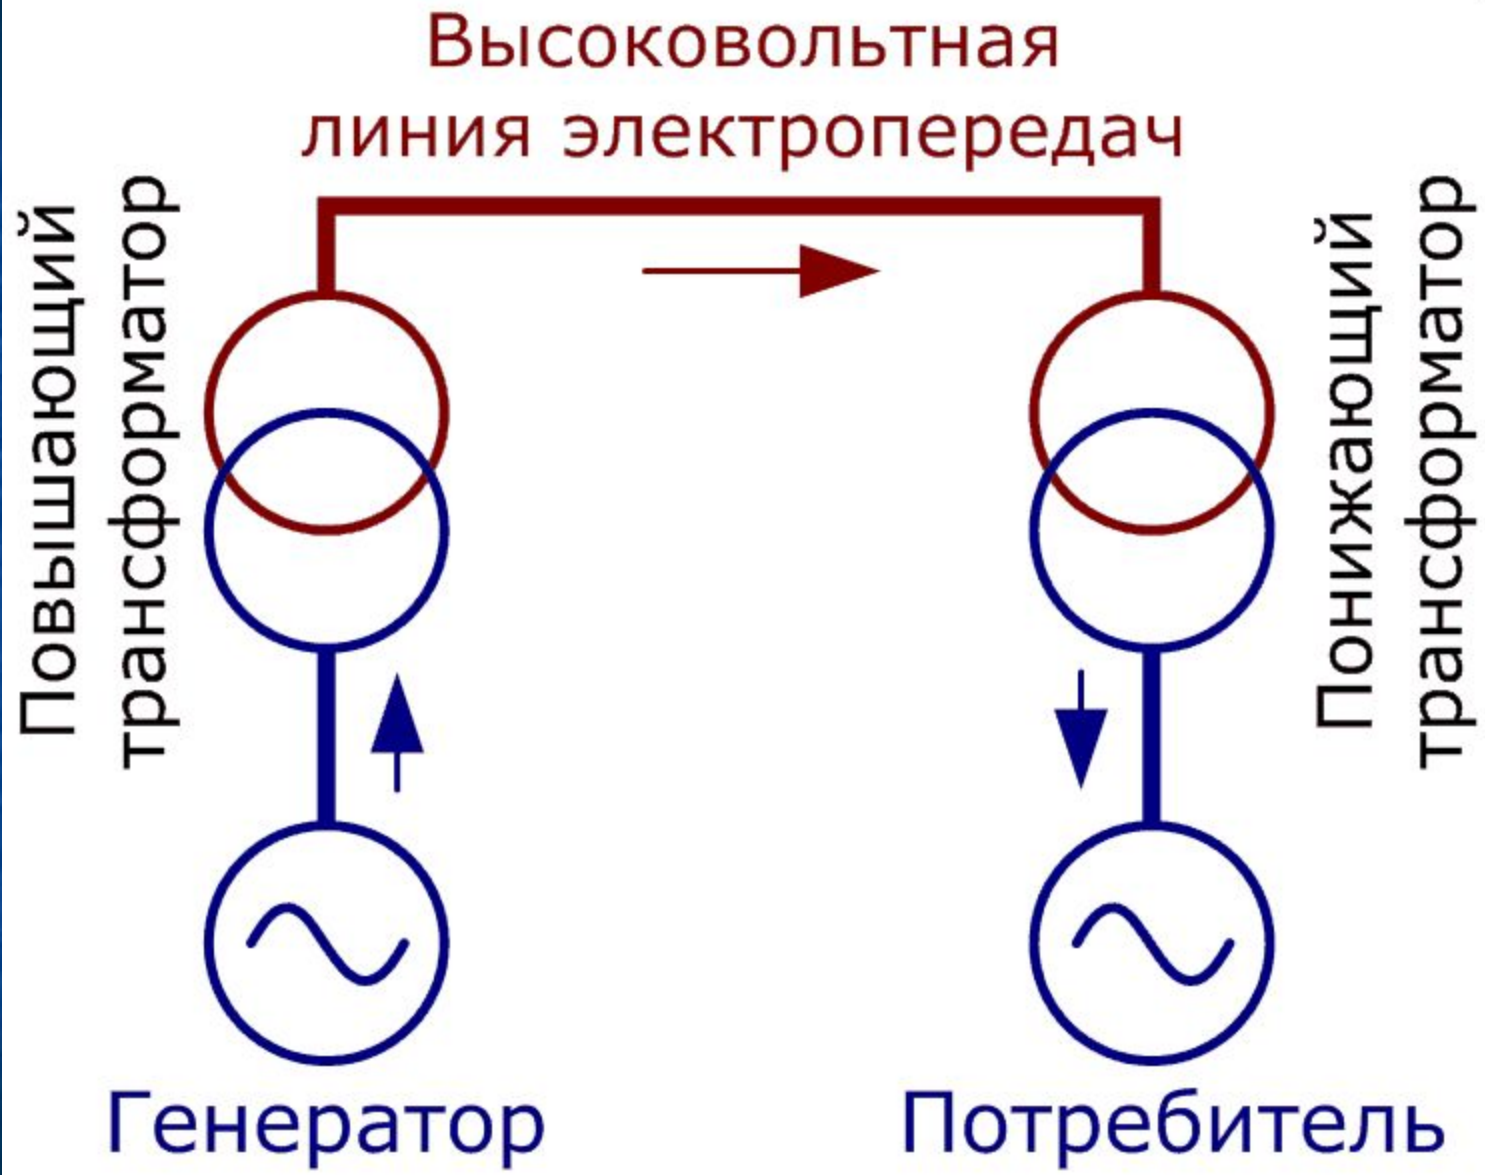 Высоковольтная
линия электропередач
Повышающий
трансформатор
Понижающий
трансформатор
Генератор
Потребитель